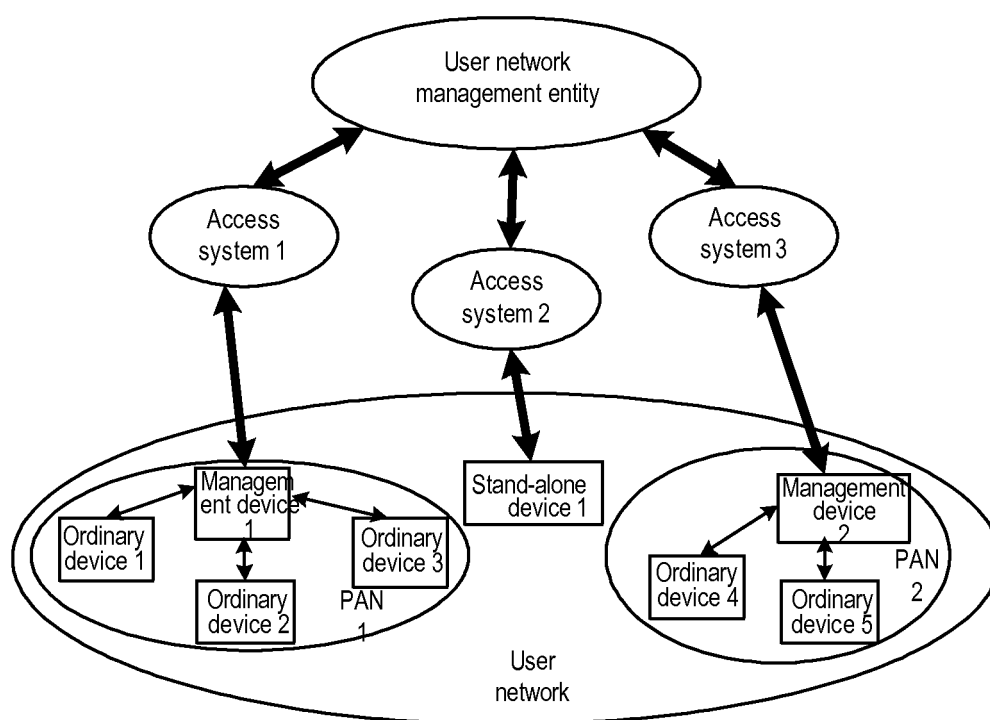 User network
management entity
Access
system 1
Access
system 3
Access
system 2
Managem
ent device
1
Stand-alone
device 1
Management
device
2
Ordinary
device 1
Ordinary
device 3
Ordinary
device 2
PAN
1
Ordinary
device 4
Ordinary
device 5
PAN
2
User
network